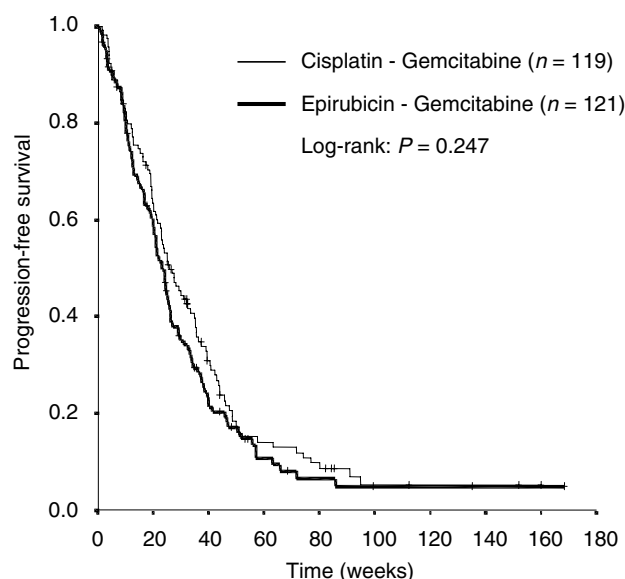 1.0
0.8
0.6
0.4
0.2
0.0
Progression-free survival
Cisplatin - Gemcitabine (n = 119)
Epirubicin - Gemcitabine (n = 121)
Log-rank: P = 0.247
0 20 40 60 80 100 120 140 160 180
Time (weeks)